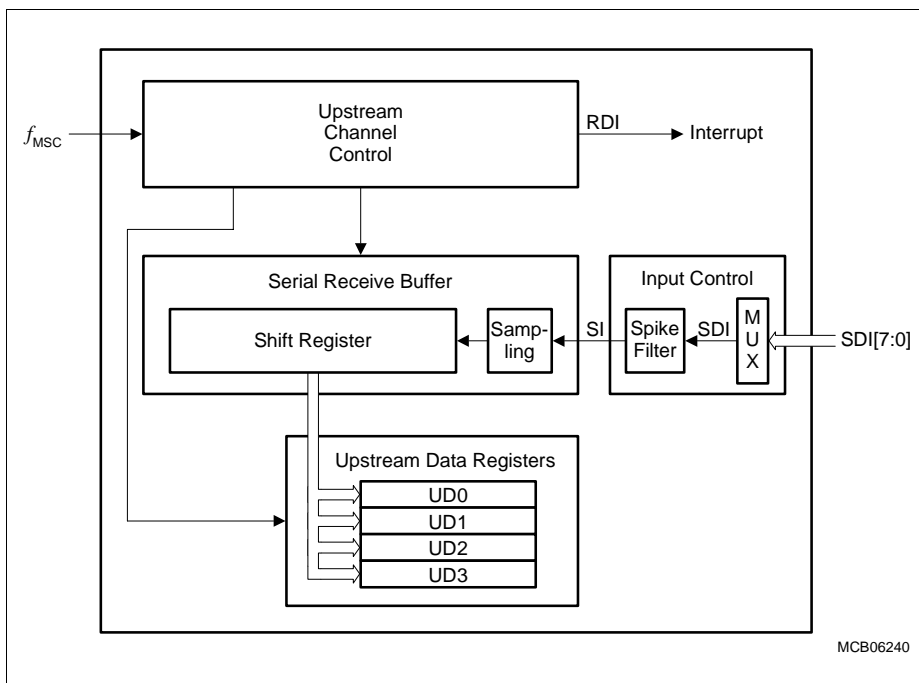 Upstream
Channel
Control
f MSC
RDI
Interrupt
Serial Receive Buffer
Input Control
Shift Register
Samp-
ling
SI
Spike
Filter
SDI
M
U
X
SDI[7:0]
Upstream Data Registers
UD0
UD1
UD2
UD3
MCB06240